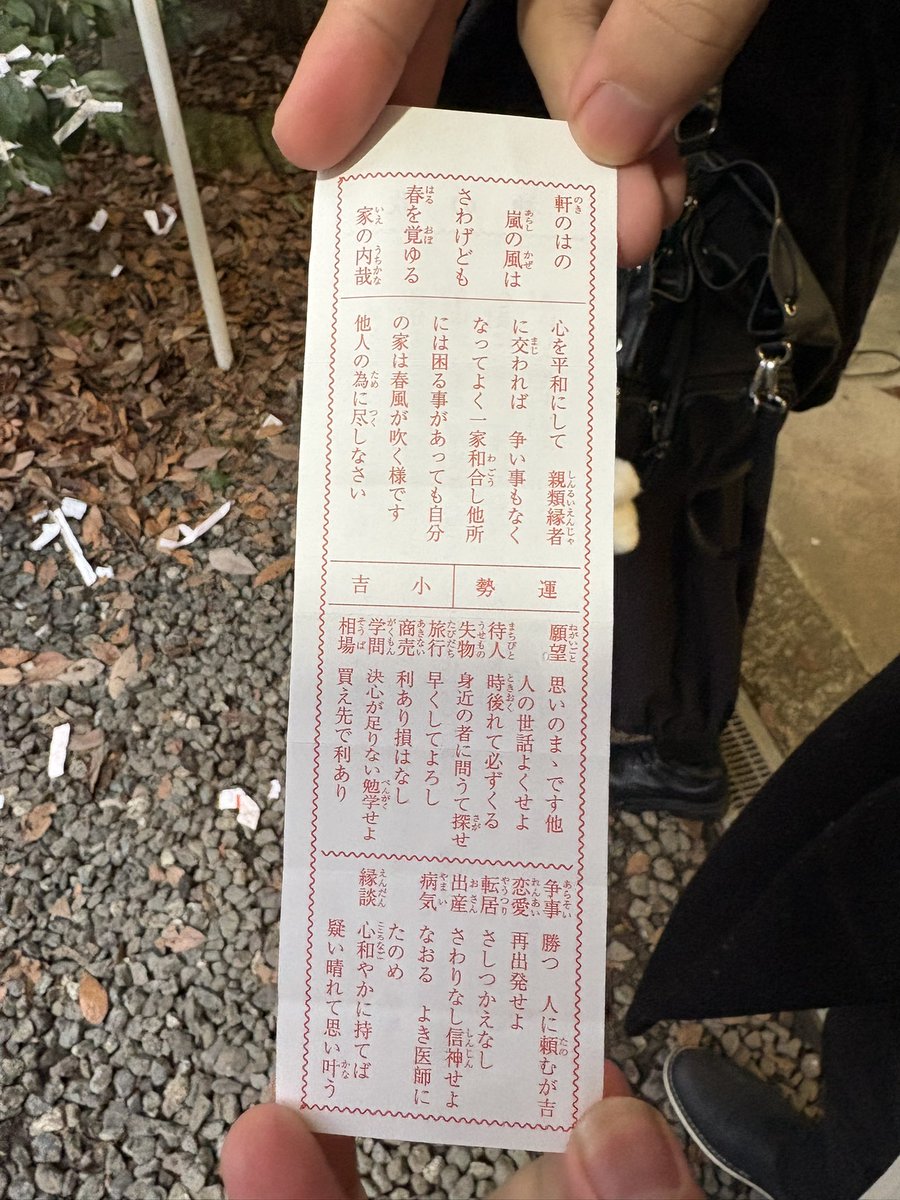 軒のはの
嵐の風は
さわげども
春を覚ゆる
家の内哉
心を平和にして　親類縁者
に交われば　争い事もなく
なってよく一家和合し他所
には困る事があっても自分
の家は春風が吹く様です
他人の為に尽しなさい
運勢　小吉
願望　思いのまゝです他
人の世話よくせよ
待人　時後れて必ずくる
失物　身近の者に問うて探せ
旅行　早くしてよろし
商売　利あり損はなし
学問　決心が足りない勉学せよ
相場　買え先で利あり
争事　勝つ　人に頼むが吉
恋愛　再出発せよ
転居　さしつかえなし
出産　さわりなし信神せよ
病気　なおる　よき医師に
たのめ
縁談　心和やかに持てば
疑い晴れて思い叶う